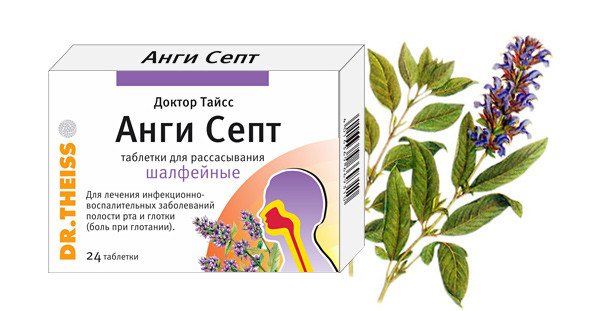 Анги Септ
Доктор Тайсс
Анги Септ
таблетки для рассасывания
шалфейные
Для лечения инфекционно-
воспалительных заболеваний
полости рта и глотки
(боль при глотании).
24 таблетки
DR.THEISS